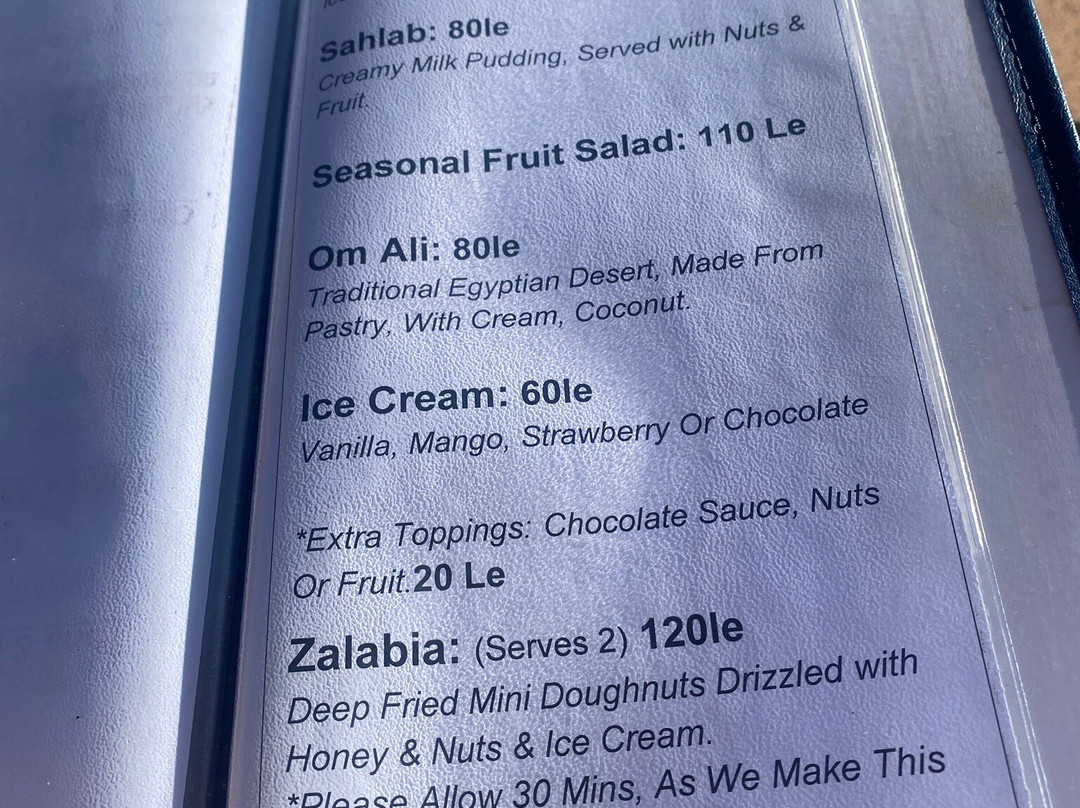 Sahlab: 80le
Creamy Milk Pudding, Served with Nuts &
Fruit.
Seasonal Fruit Salad: 110 Le
Om Ali: 80le
Traditional Egyptian Desert, Made From
Pastry, With Cream, Coconut.
Ice Cream: 60le
Vanilla, Mango, Strawberry Or Chocolate
*Extra Toppings: Chocolate Sauce, Nuts
Or Fruit.20 Le
Zalabia: (Serves 2) 120le
Deep Fried Mini Doughnuts Drizzled with
Honey & Nuts & Ice Cream.
*Please Allow 30 Mins, As We Make This